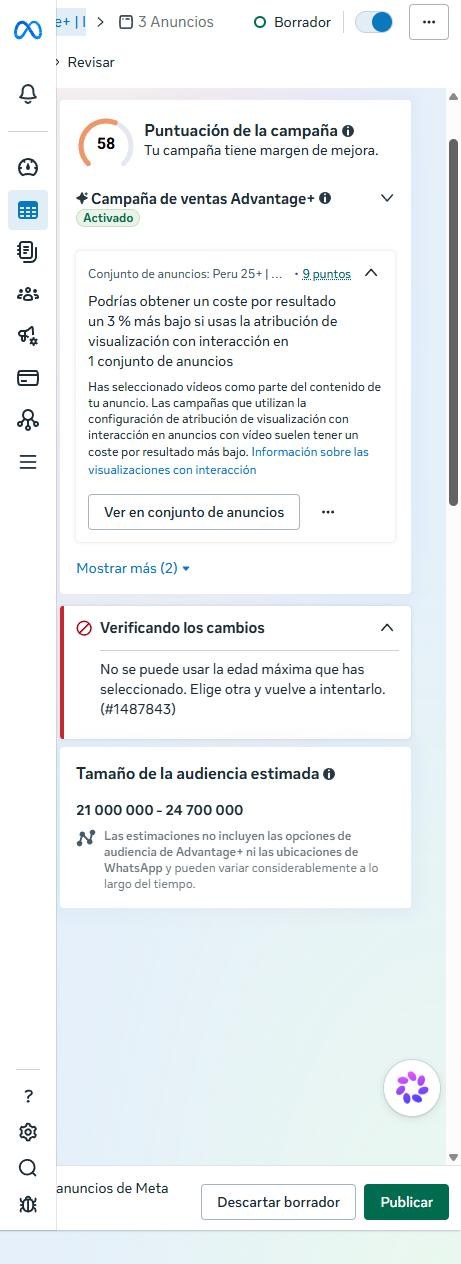 e+ | I > 3 Anuncios Borrador
> Revisar
58
Puntuación de la campaña
Tu campaña tiene margen de mejora.
Campaña de ventas Advantage+
Activado
Conjunto de anuncios: Peru 25+ | ... • 9 puntos
Podrías obtener un coste por resultado
un 3 % más bajo si usas la atribución de
visualización con interacción en
1 conjunto de anuncios
Has seleccionado vídeos como parte del contenido de
tu anuncio. Las campañas que utilizan la
configuración de atribución de visualización con
interacción en anuncios con vídeo suelen tener un
coste por resultado más bajo. Información sobre las
visualizaciones con interacción
Ver en conjunto de anuncios
Mostrar más (2)
Verificando los cambios
No se puede usar la edad máxima que has
seleccionado. Elige otra y vuelve a intentarlo.
(#1487843)
Tamaño de la audiencia estimada
21 000 000 - 24 700 000
Las estimaciones no incluyen las opciones de
audiencia de Advantage+ ni las ubicaciones de
WhatsApp y pueden variar considerablemente a lo
largo del tiempo.
anuncios de Meta
Descartar borrador
Publicar